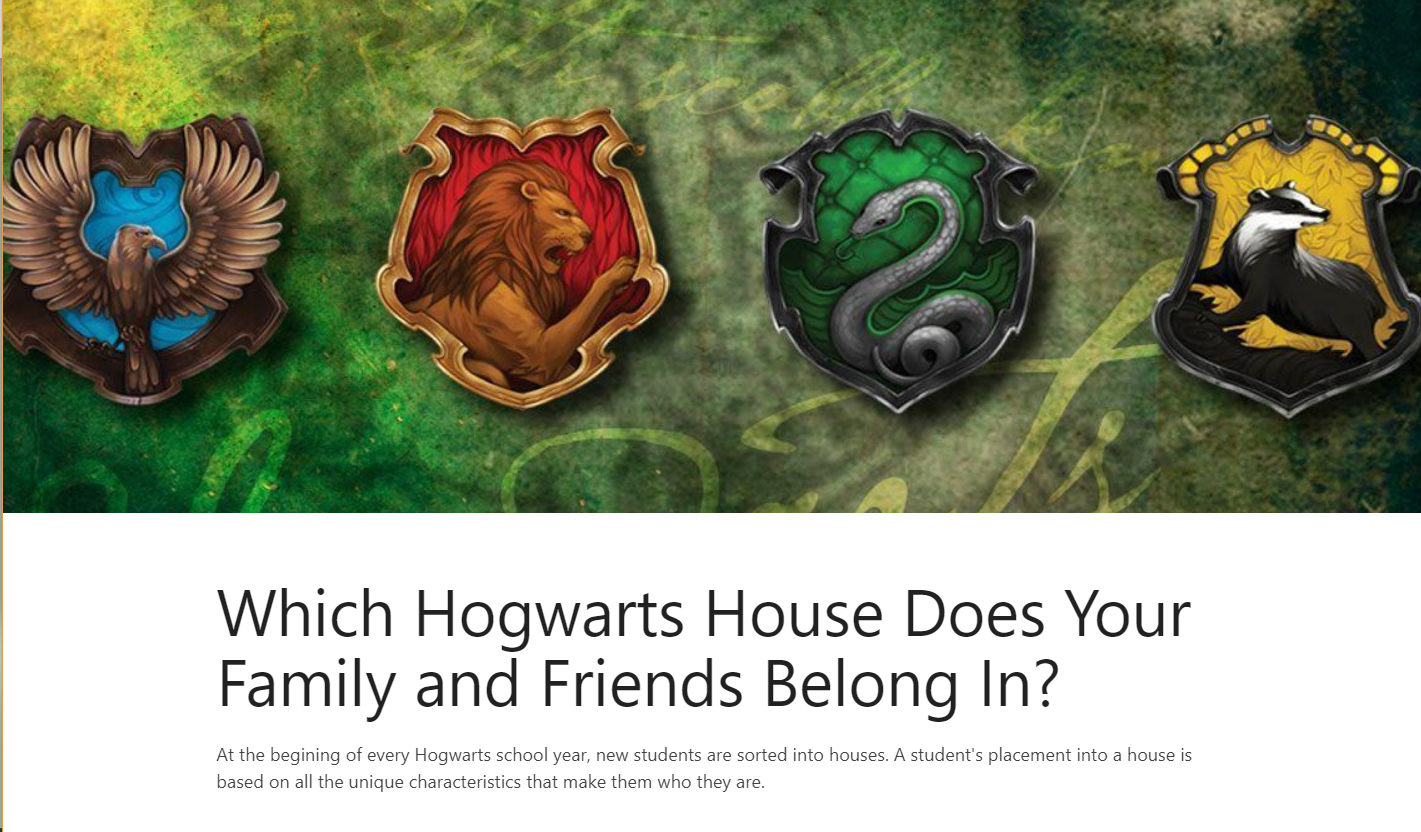 Which Hogwarts House Does Your
Family and Friends Belong In?
At the begining of every Hogwarts school year, new students are sorted into houses. A student's placement into a house is
based on all the unique characteristics that make them who they are.